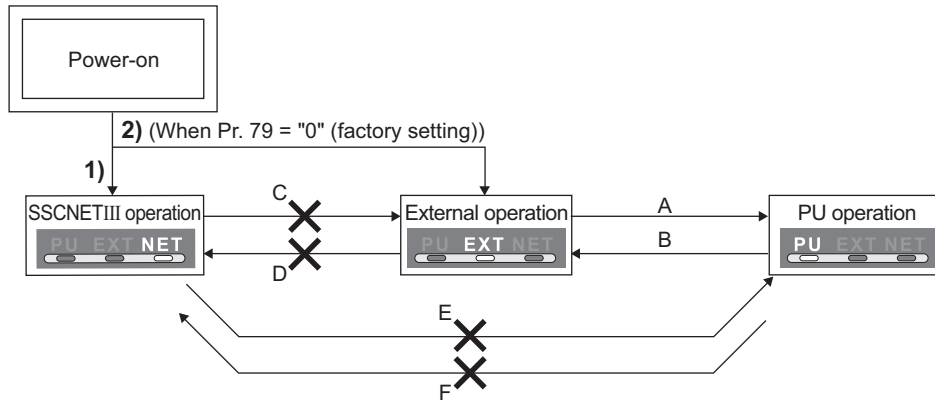 Power-on
2) (When Pr. 79 = "0" (factory setting))
1)
C
A
SSCNETIII operation
External operation
PU operation
PU EXT NET
PU EXT NET
PU EXT NET
B
D
E
F